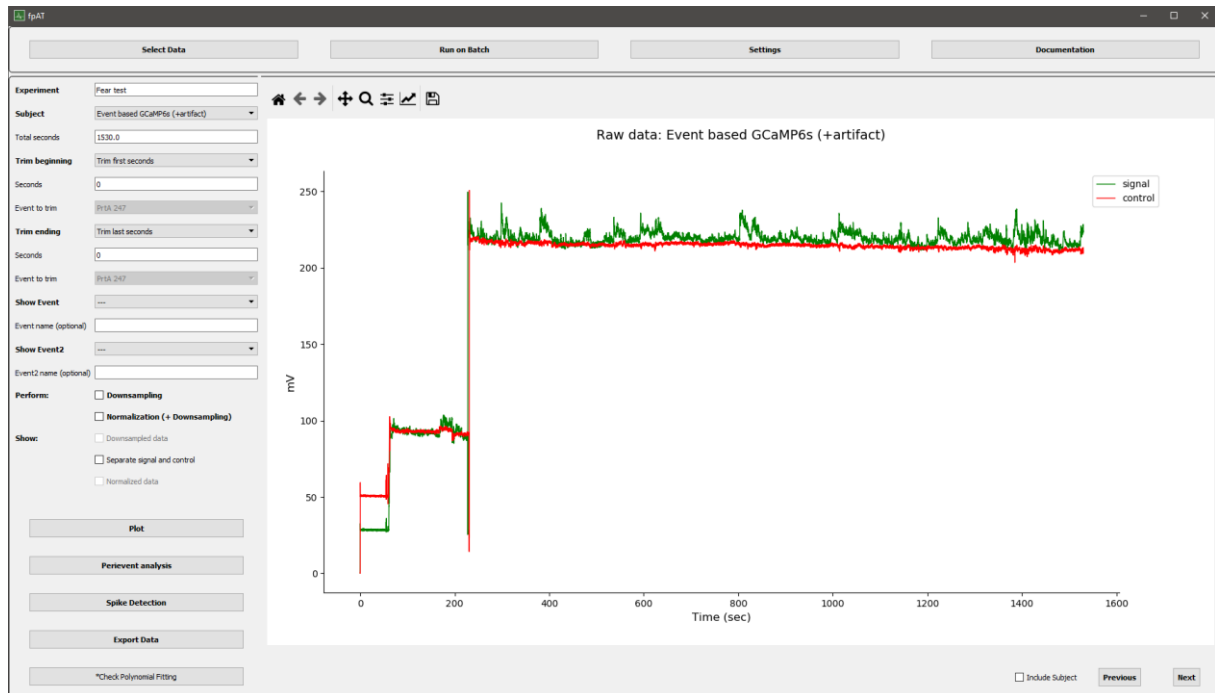 fpAT
Select Data
Run on Batch
Settings
Documentation
Experiment Fear test
Subject Event based GCaMP6s (+artifact)
Total seconds 1530.0
Trim beginning Trim first seconds
Seconds 0
Event to trim PrtA 247
Trim ending Trim last seconds
Seconds 0
Event to trim PrtA 247
Show Event ---
Event name (optional)
Show Event2 ---
Event2 name (optional)
Perform: Downsampling
Normalization (+ Downsampling)
Show: Downsampled data
Separate signal and control
Normalized data
Plot
Perievent analysis
Spike Detection
Export Data
*Check Polynomial Fitting
Raw data: Event based GCaMP6s (+artifact)
signal
control
250
200
150
100
50
0
mV
0 200 400 600 800 1000 1200 1400 1600
Time (sec)
Include Subject
Previous
Next